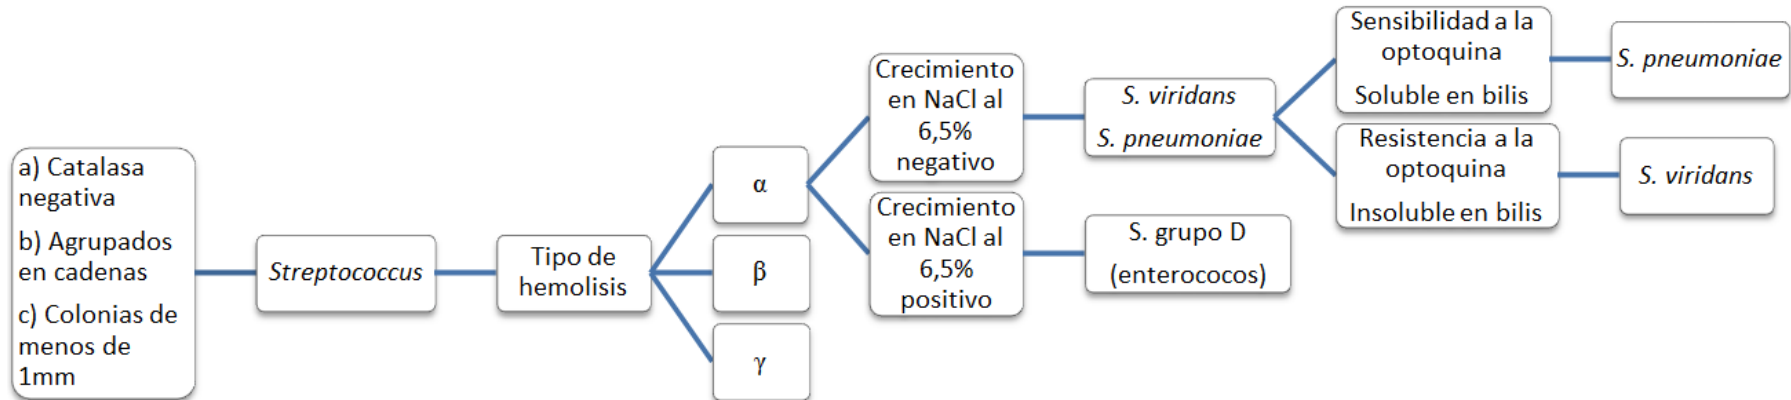 a) Catalasa
negativa
b) Agrupados
en cadenas
c) Colonias de
menos de
1mm
Streptococcus
Tipo de
hemolisis
α
β
γ
Crecimiento
en NaCl al
6,5%
negativo
Crecimiento
en NaCl al
6,5%
positivo
S. viridans
S. pneumoniae
S. grupo D
(enterococos)
Sensibilidad a la
optoquina
Soluble en bilis
Resistencia a la
optoquina
Insoluble en bilis
S. pneumoniae
S. viridans